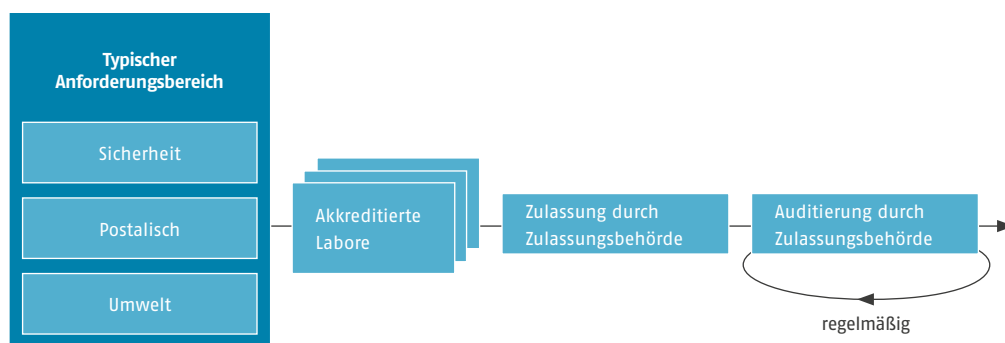 Typischer
Anforderungsbereich
Sicherheit
Postalisch
Umwelt
Akkreditierte
Labore
Zulassung durch
Zulassungsbehörde
Auditierung durch
Zulassungsbehörde
regelmäßig